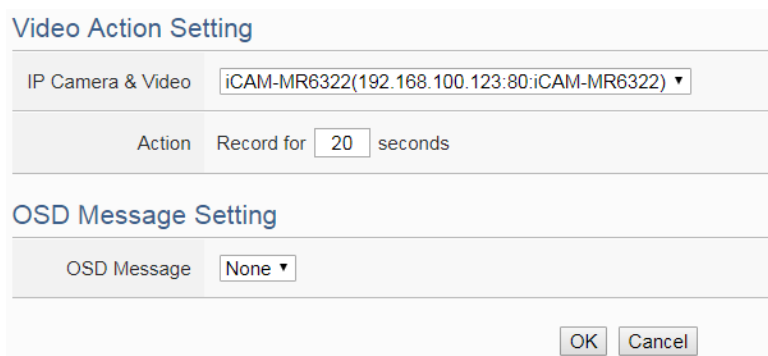 Video Action Setting
IP Camera & Video iCAM-MR6322(192.168.100.123:80:iCAM-MR6322)
Action Record for 20 seconds
OSD Message Setting
OSD Message None
OK Cancel